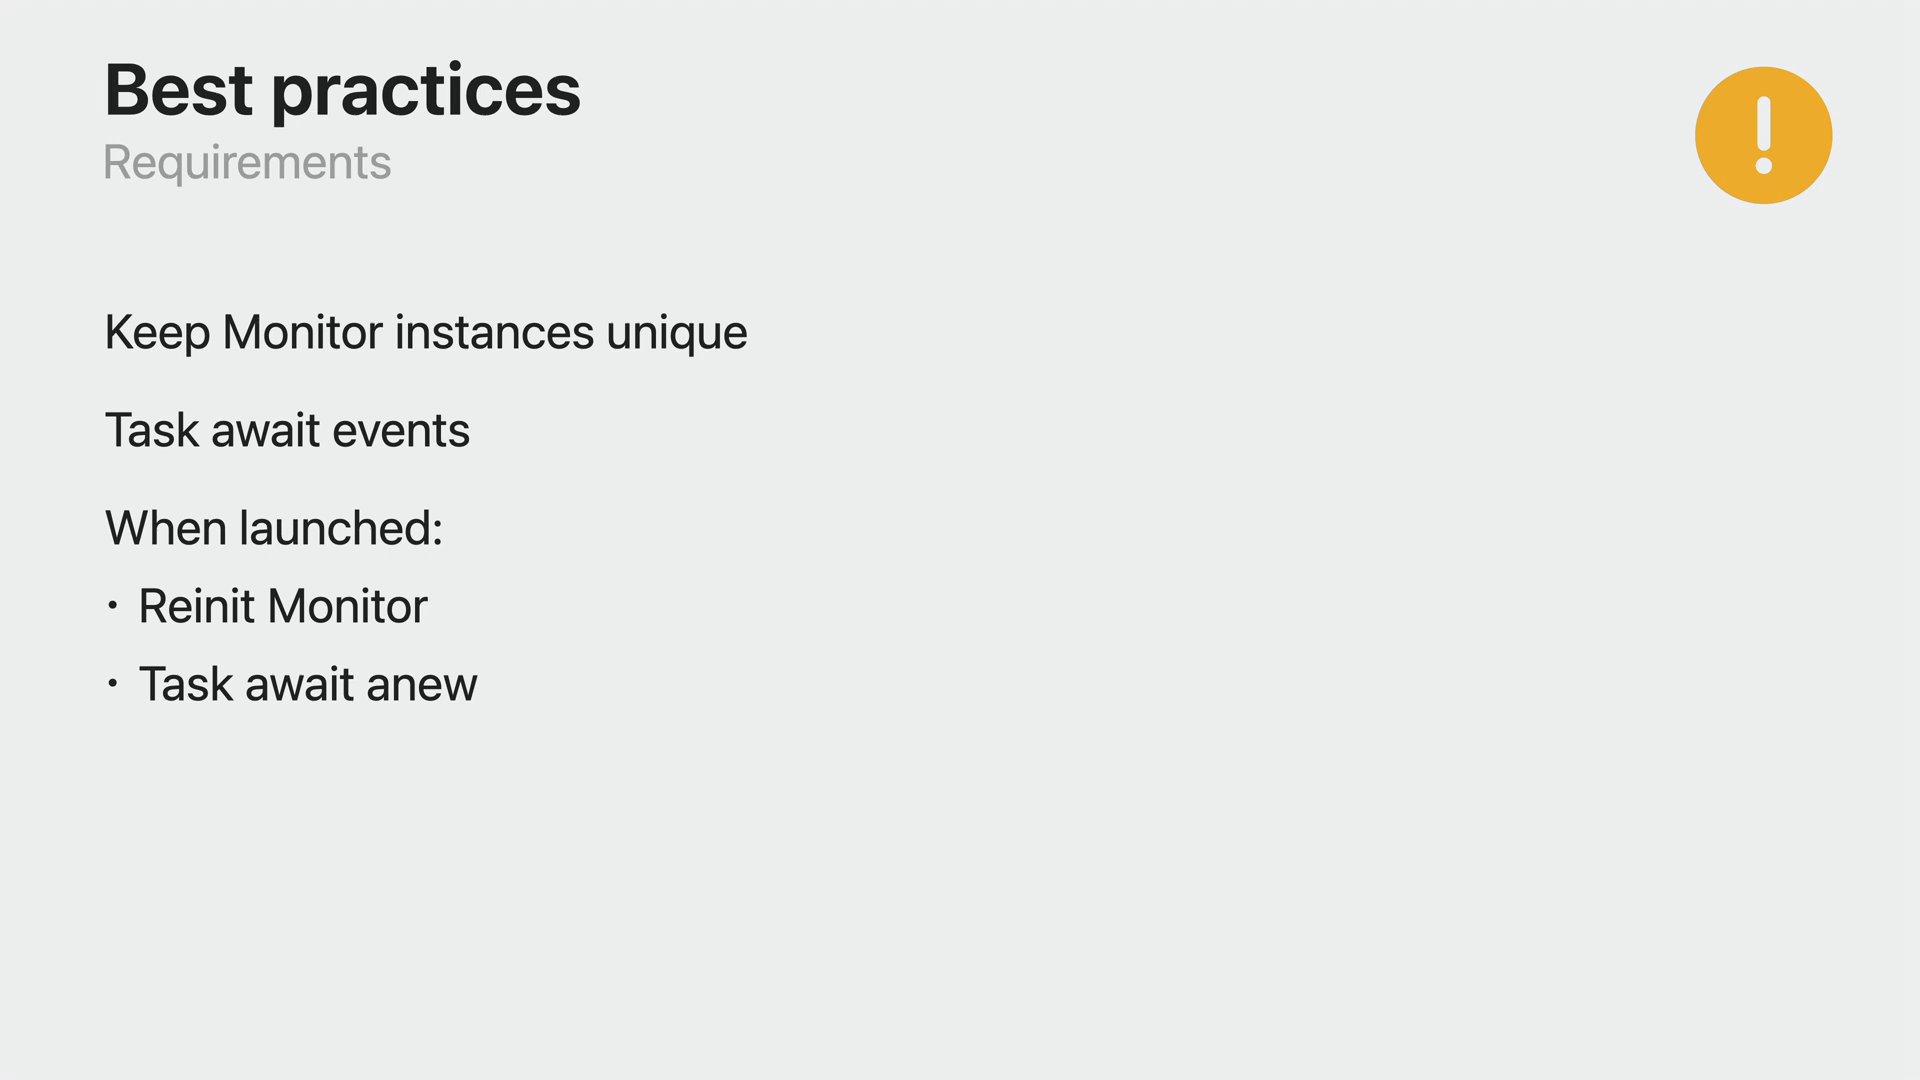 Best practices
Requirements
Keep Monitor instances unique
Task await events
When launched:
• Reinit Monitor
• Task await anew